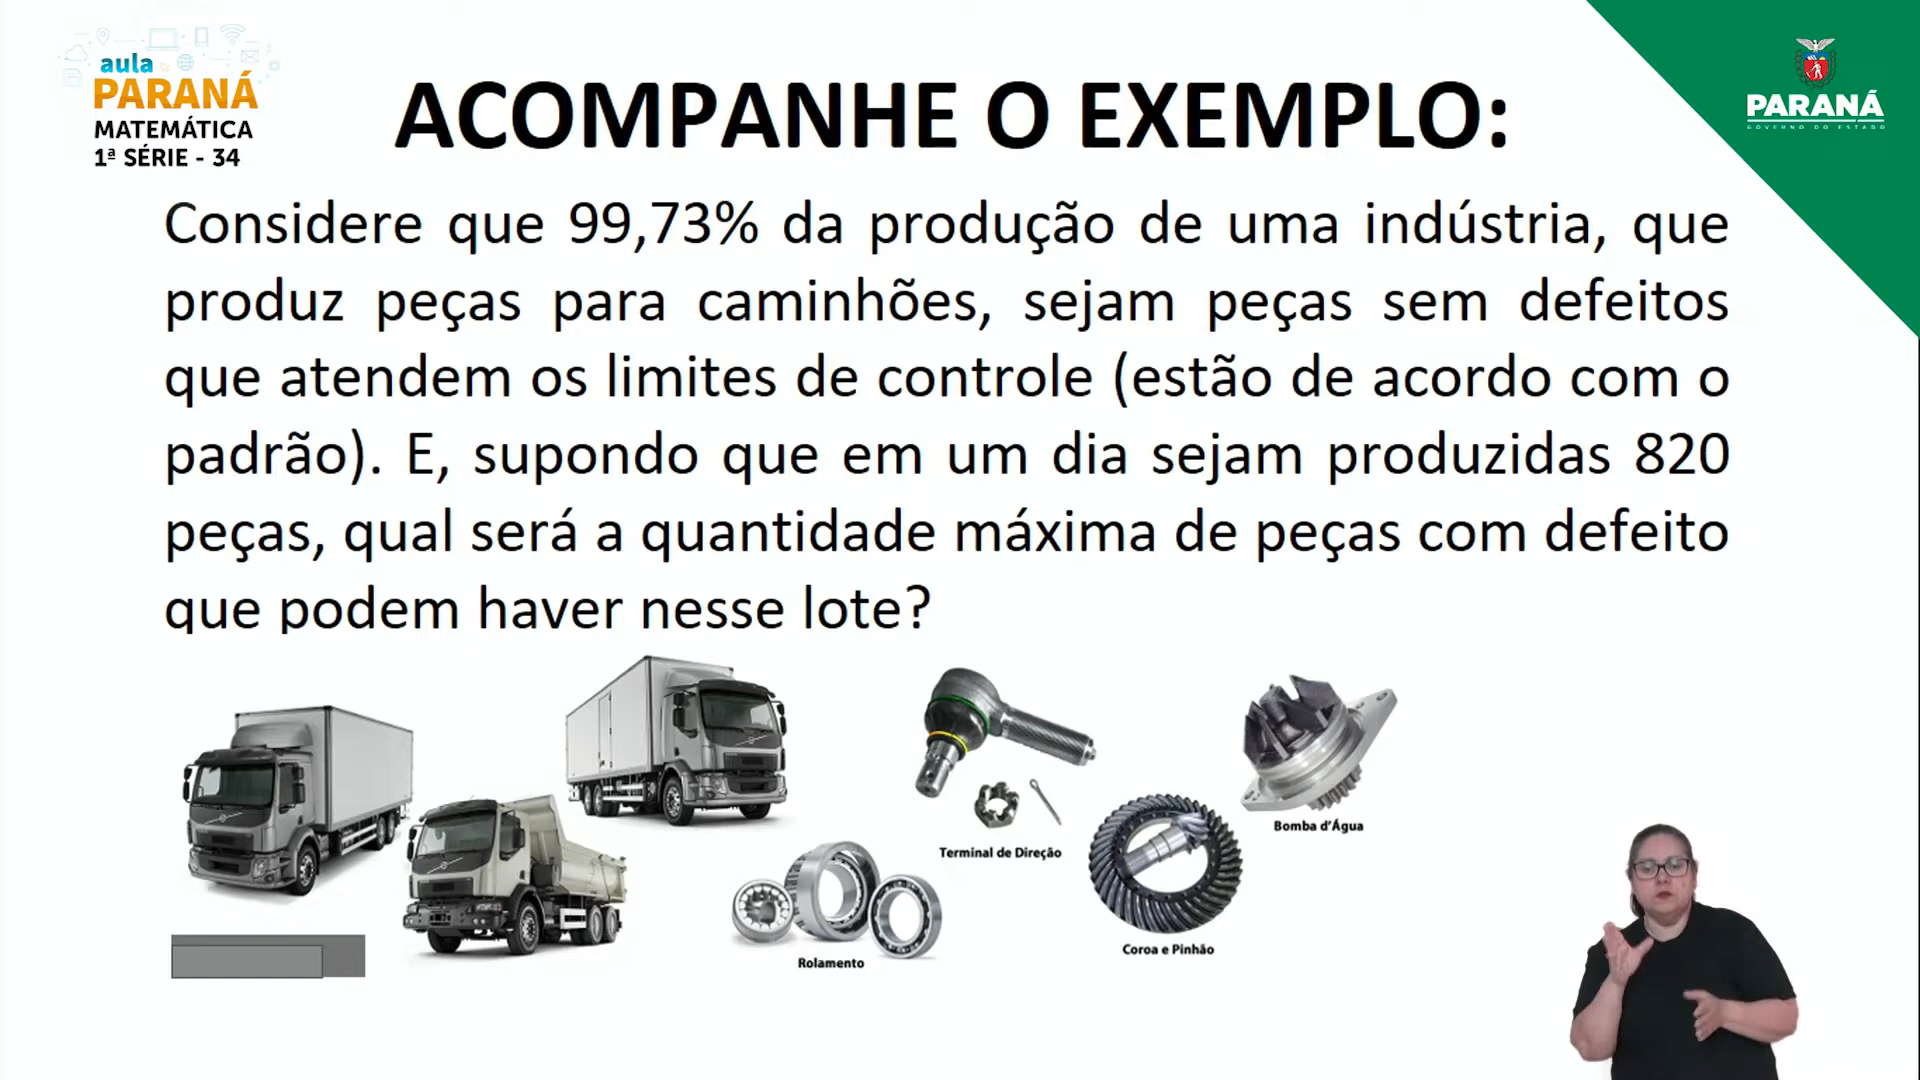 aula
PARANÁ
MATEMÁTICA
1ª SÉRIE - 34
ACOMPANHE O EXEMPLO:
PARANÁ
GOVERNO DO ESTADO
Considere que 99,73% da produção de uma indústria, que
produz peças para caminhões, sejam peças sem defeitos
que atendem os limites de controle (estão de acordo com o
padrão). E, supondo que em um dia sejam produzidas 820
peças, qual será a quantidade máxima de peças com defeito
que podem haver nesse lote?
Bomba d'Água
Terminal de Direção
Coroa e Pinhão
Rolamento